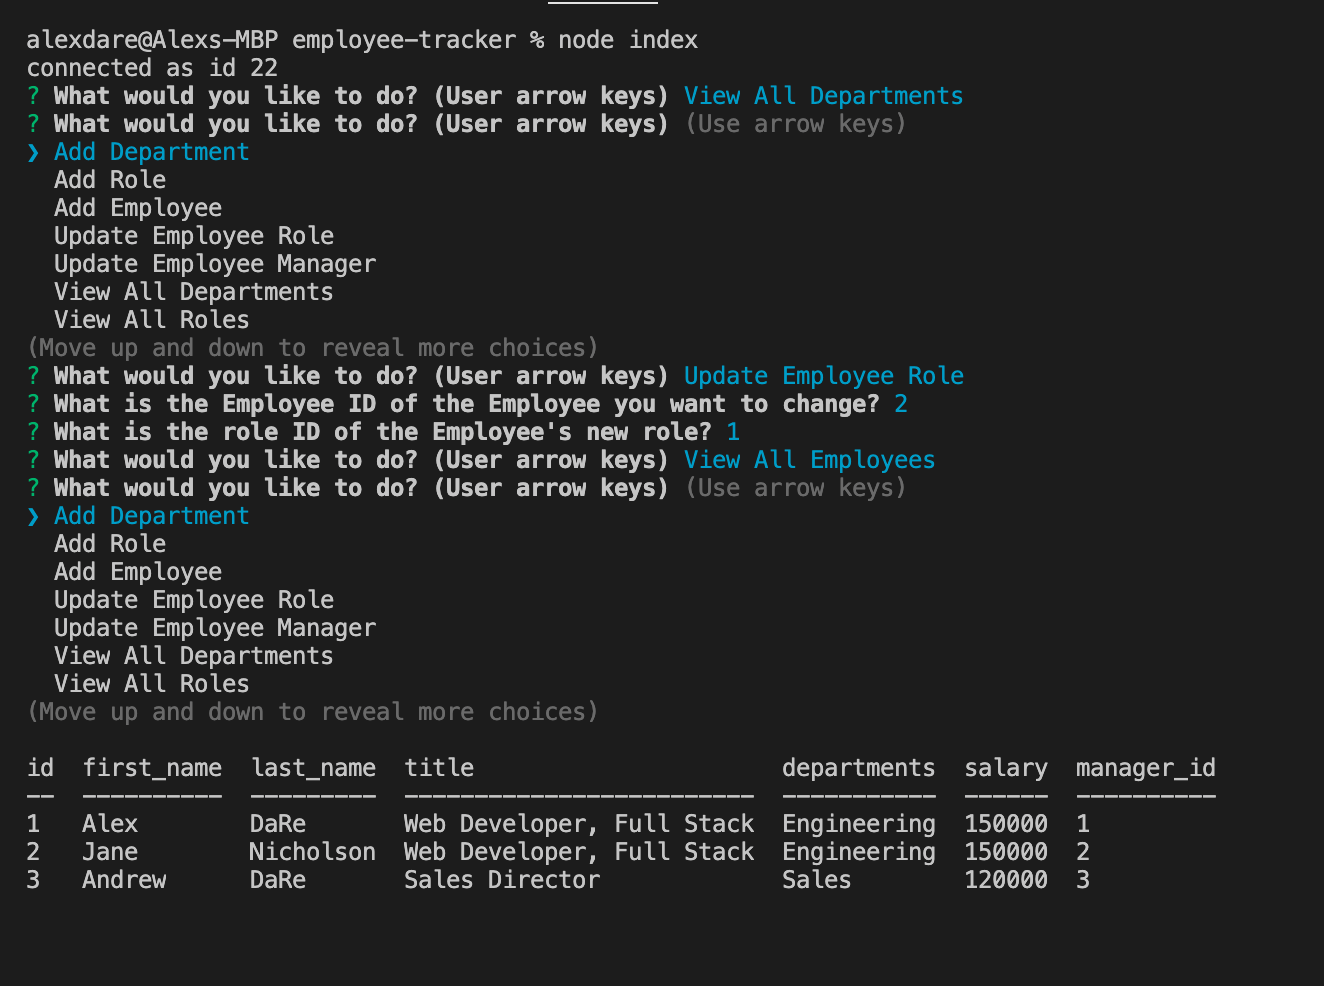 alexdare@Alexs-MBP employee-tracker % node index
connected as id 22
? What would you like to do? (User arrow keys) View All Departments
? What would you like to do? (User arrow keys) (Use arrow keys)
❯ Add Department
  Add Role
  Add Employee
  Update Employee Role
  Update Employee Manager
  View All Departments
  View All Roles
(Move up and down to reveal more choices)
? What would you like to do? (User arrow keys) Update Employee Role
? What is the Employee ID of the Employee you want to change? 2
? What is the role ID of the Employee's new role? 1
? What would you like to do? (User arrow keys) View All Employees
? What would you like to do? (User arrow keys) (Use arrow keys)
❯ Add Department
  Add Role
  Add Employee
  Update Employee Role
  Update Employee Manager
  View All Departments
  View All Roles
(Move up and down to reveal more choices)
id  first_name  last_name  title                      departments  salary  manager_id
--  ----------  ---------  -------------------------  -----------  ------  ----------
1   Alex        DaRe       Web Developer, Full Stack  Engineering  150000  1
2   Jane        Nicholson  Web Developer, Full Stack  Engineering  150000  2
3   Andrew      DaRe       Sales Director             Sales        120000  3